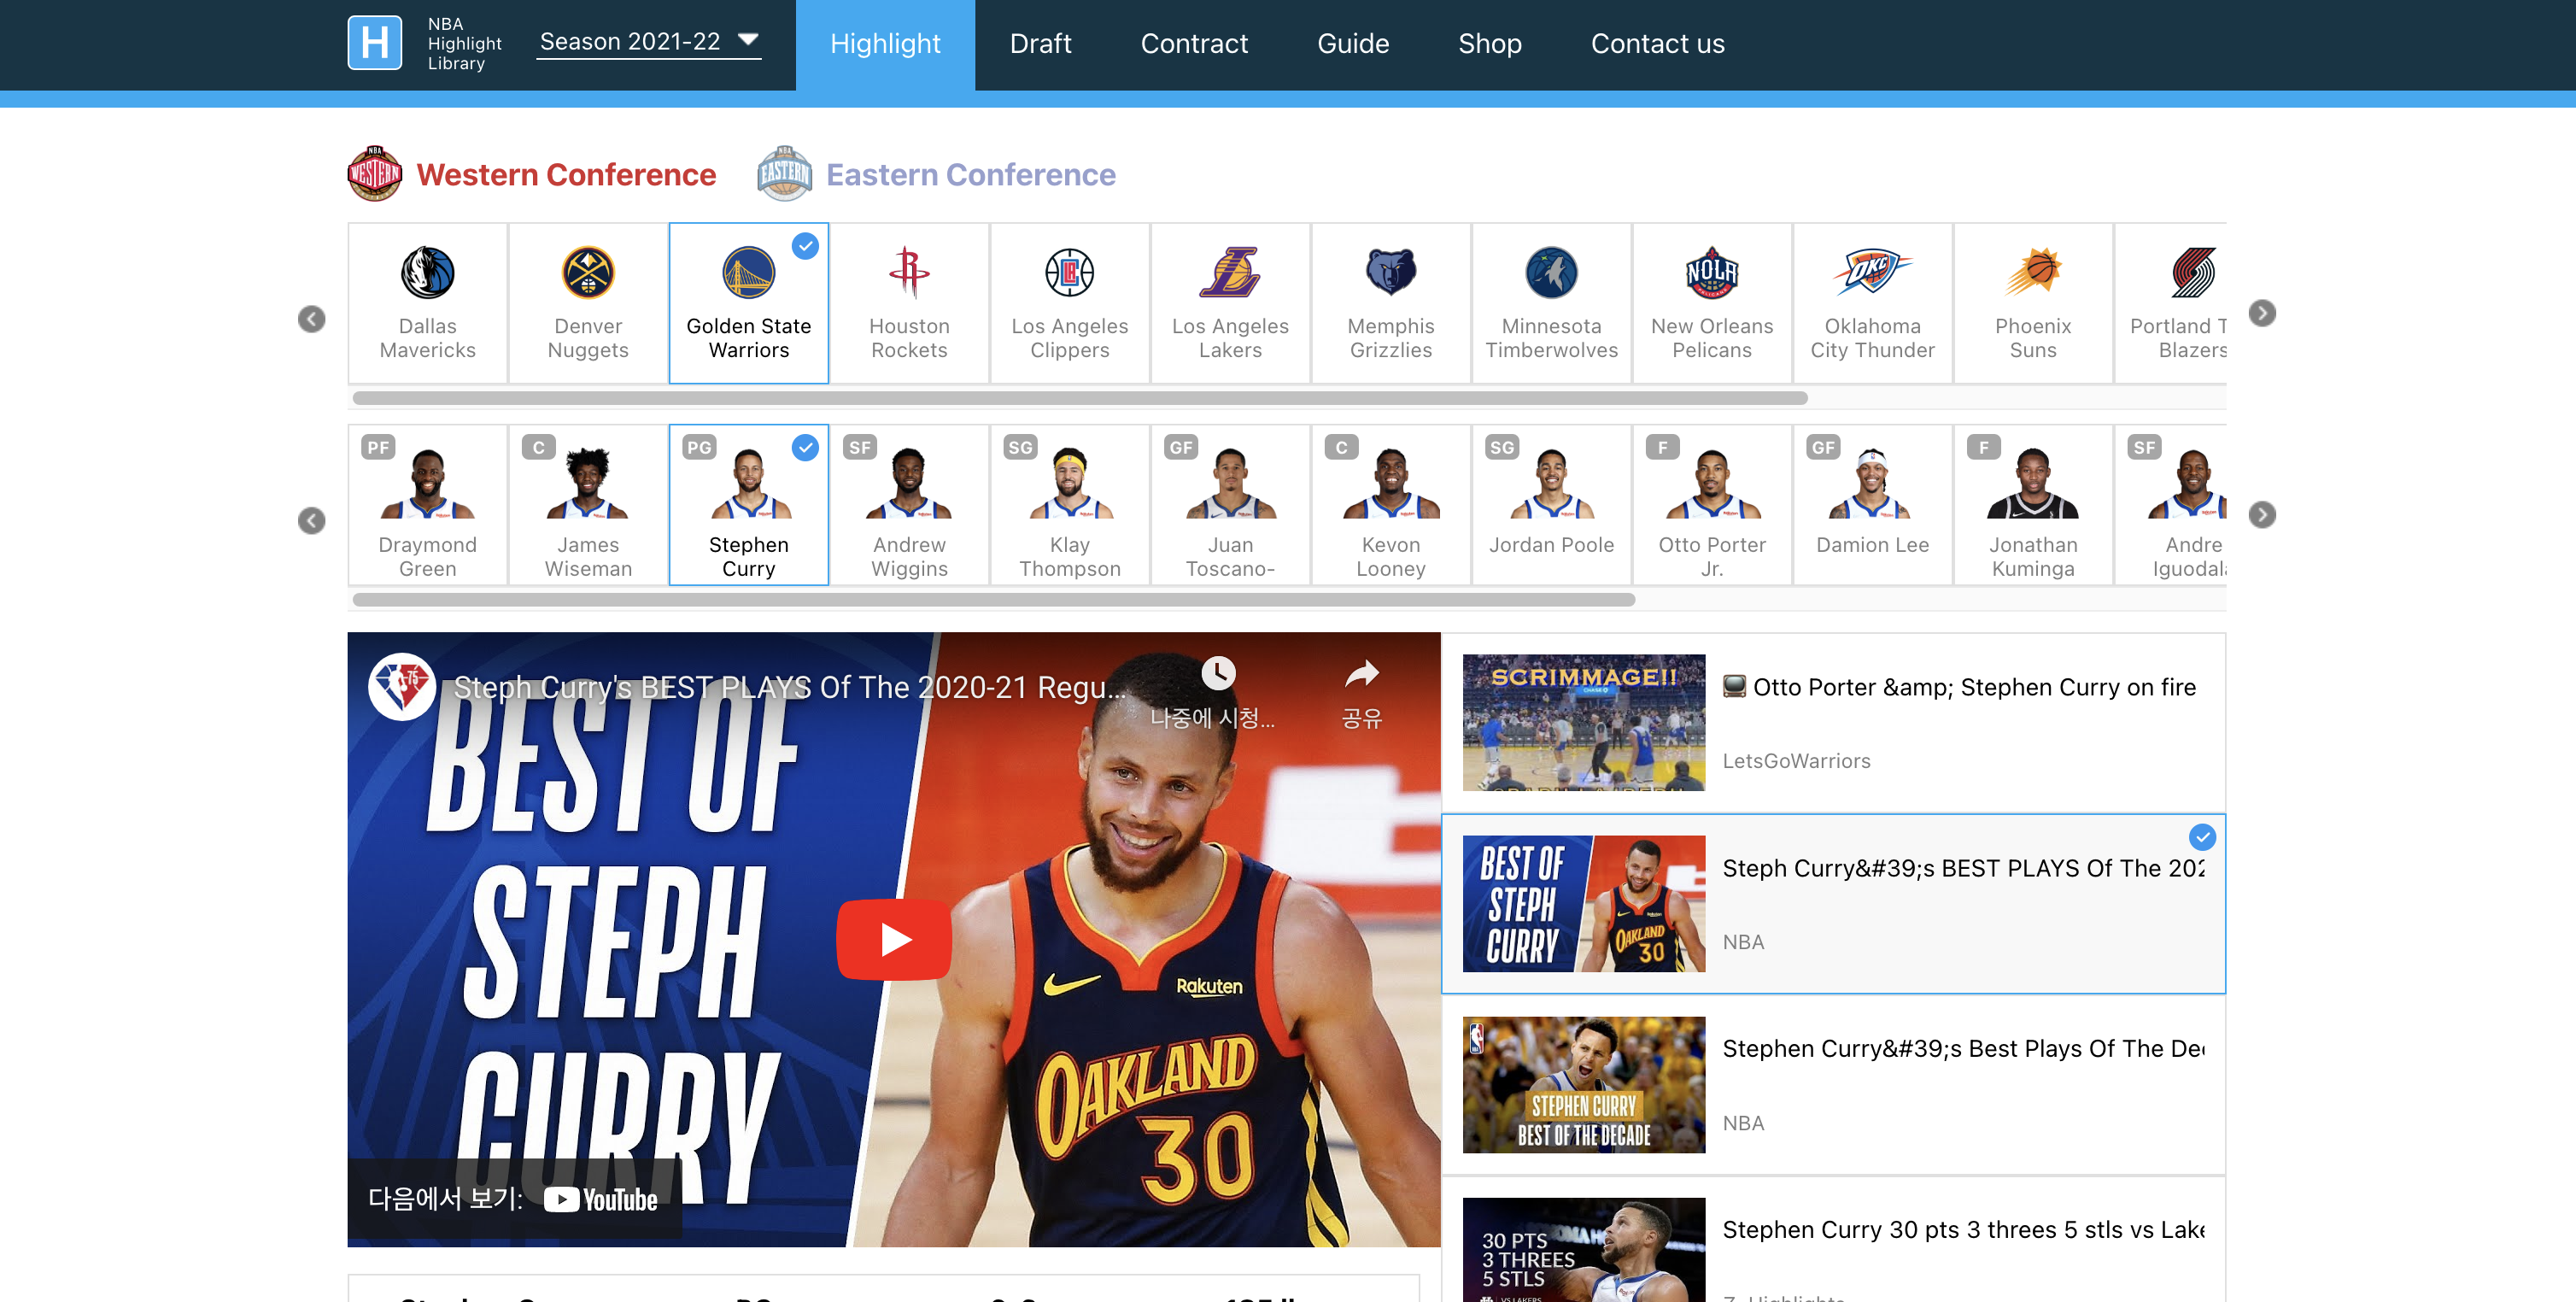 H
NBA
Highlight
Library
Season 2021-22
Highlight
Draft
Contract
Guide
Shop
Contact us
Western Conference
Eastern Conference
Dallas
Mavericks
Denver
Nuggets
Golden State
Warriors
Houston
Rockets
Los Angeles
Clippers
Los Angeles
Lakers
Memphis
Grizzlies
Minnesota
Timberwolves
New Orleans
Pelicans
Oklahoma
City Thunder
Phoenix
Suns
Portland T
Blazers
PF
Draymond
Green
C
James
Wiseman
PG
Stephen
Curry
SF
Andrew
Wiggins
SG
Klay
Thompson
GF
Juan
Toscano-
C
Kevon
Looney
SG
Jordan Poole
F
Otto Porter
Jr.
GF
Damion Lee
F
Jonathan
Kuminga
SF
Andre
Iguodala
Steph Curry's BEST PLAYS Of The 2020-21 Regu...
나중에 시청...
공유
BEST OF
STEPH
CURRY
Rakuten
OAKLAND
30
다음에서 보기: YouTube
SCRIMMAGE!!
Otto Porter &amp; Stephen Curry on fire
LetsGoWarriors
BEST OF
STEPH
CURRY
OAKLAND
30
Steph Curry&#39;s BEST PLAYS Of The 202
NBA
STEPHEN CURRY
BEST OF THE DECADE
Stephen Curry&#39;s Best Plays Of The Dec
NBA
30 PTS
3 THREES
5 STLS
VS LAKERS
Stephen Curry 30 pts 3 threes 5 stls vs Lake